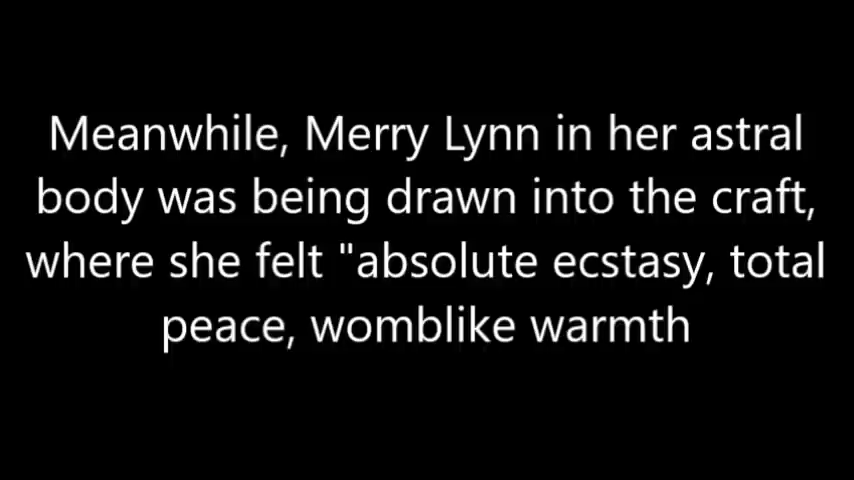 Meanwhile, Merry Lynn in her astral
body was being drawn into the craft,
where she felt "absolute ecstasy, total
peace, womblike warmth